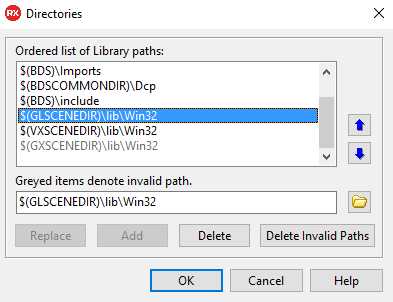 RX Directories
Ordered list of Library paths:
$(BDS)\Imports
$(BDSCOMMONDIR)\Dcp
$(BDS)\include
$(GLSCENEDIR)\lib\Win32
$(VXSCENEDIR)\lib\Win32
$(GXSCENEDIR)\lib\Win32
Greyed items denote invalid path.
$(GLSCENEDIR)\lib\Win32
Replace Add Delete Delete Invalid Paths
OK Cancel Help